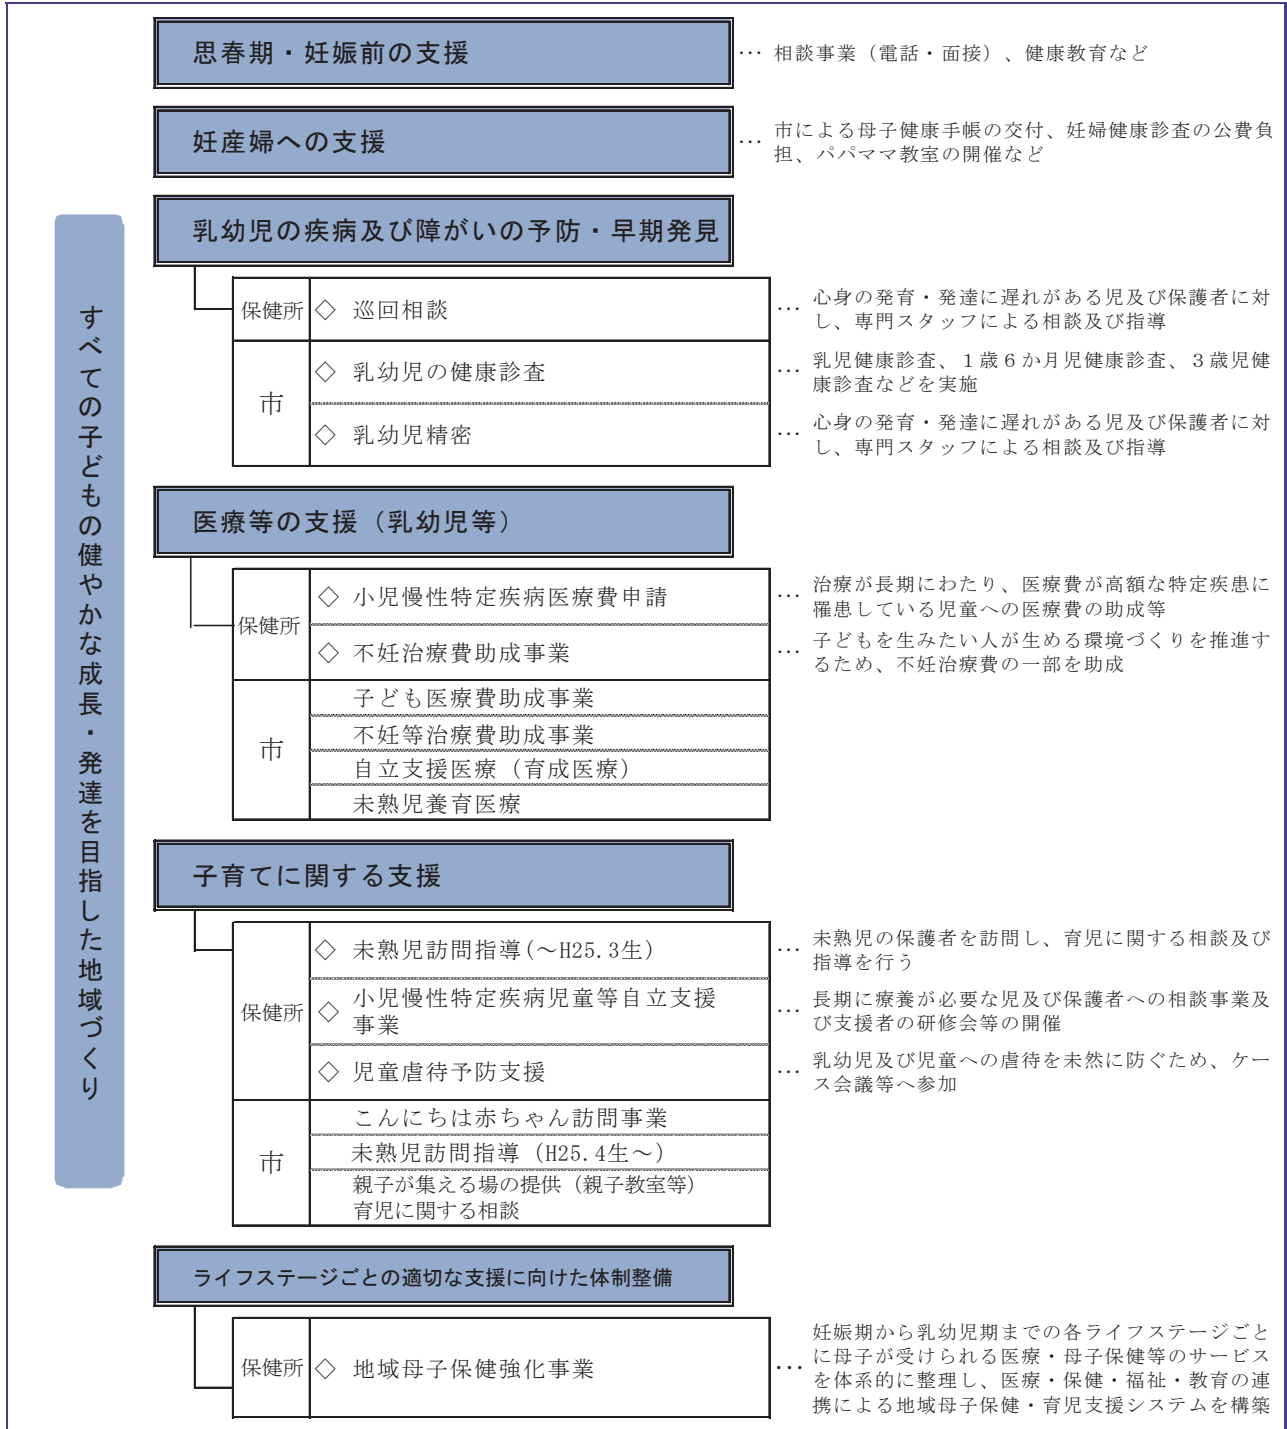 すべての子どもの健やかな成長・発達を目指した地域づくり
思春期・妊娠前の支援
… 相談事業（電話・面接）、健康教育など
妊産婦への支援
… 市による母子健康手帳の交付、妊婦健康診査の公費負
担、パパママ教室の開催など
乳幼児の疾病及び障がいの予防・早期発見
保健所
◇ 巡回相談
… 心身の発育・発達に遅れがある児及び保護者に対
し、専門スタッフによる相談及び指導
市
◇ 乳幼児の健康診査
… 乳児健康診査、１歳６か月児健康診査、３歳児健
康診査などを実施
◇ 乳幼児精密
… 心身の発育・発達に遅れがある児及び保護者に対
し、専門スタッフによる相談及び指導
医療等の支援（乳幼児等）
保健所
◇ 小児慢性特定疾病医療費申請
… 治療が長期にわたり、医療費が高額な特定疾患に
罹患している児童への医療費の助成等
◇ 不妊治療費助成事業
… 子どもを生みたい人が生める環境づくりを推進す
るため、不妊治療費の一部を助成
市
子ども医療費助成事業
不妊等治療費助成事業
自立支援医療（育成医療）
未熟児養育医療
子育てに関する支援
保健所
◇ 未熟児訪問指導(～H25.3生)
… 未熟児の保護者を訪問し、育児に関する相談及び
指導を行う
◇ 小児慢性特定疾病児童等自立支援
事業
… 長期に療養が必要な児及び保護者への相談事業及
び支援者の研修会等の開催
◇ 児童虐待予防支援
… 乳幼児及び児童への虐待を未然に防ぐため、ケー
ス会議等へ参加
市
こんにちは赤ちゃん訪問事業
未熟児訪問指導（H25.4生～）
親子が集える場の提供（親子教室等）
育児に関する相談
ライフステージごとの適切な支援に向けた体制整備
保健所
◇ 地域母子保健強化事業
… 妊娠期から乳幼児期までの各ライフステージごと
に母子が受けられる医療・母子保健等のサービス
を体系的に整理し、医療・保健・福祉・教育の連
携による地域母子保健・育児支援システムを構築